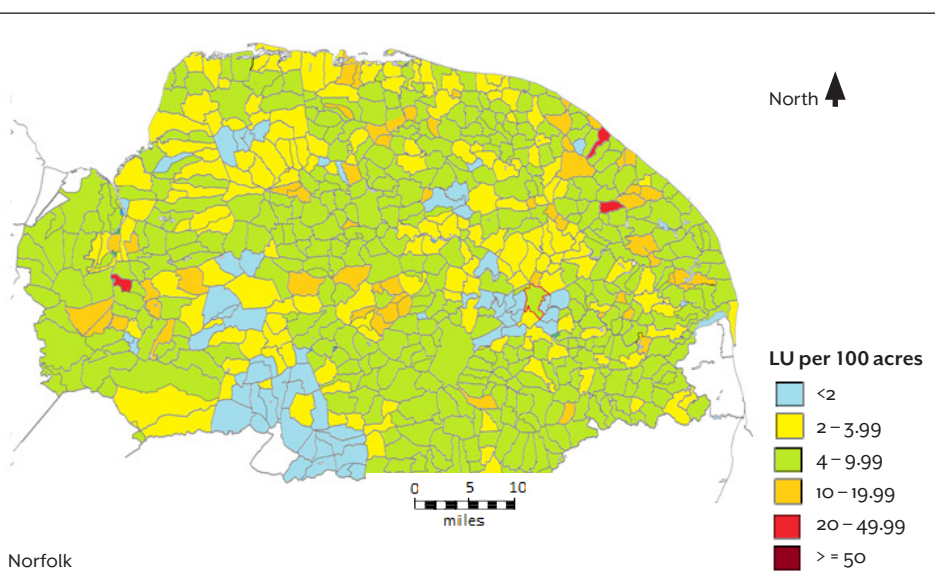 North
LU per 100 acres
<2
2 – 3.99
4 – 9.99
10 – 19.99
20 – 49.99
> = 50
0 5 10
miles
Norfolk